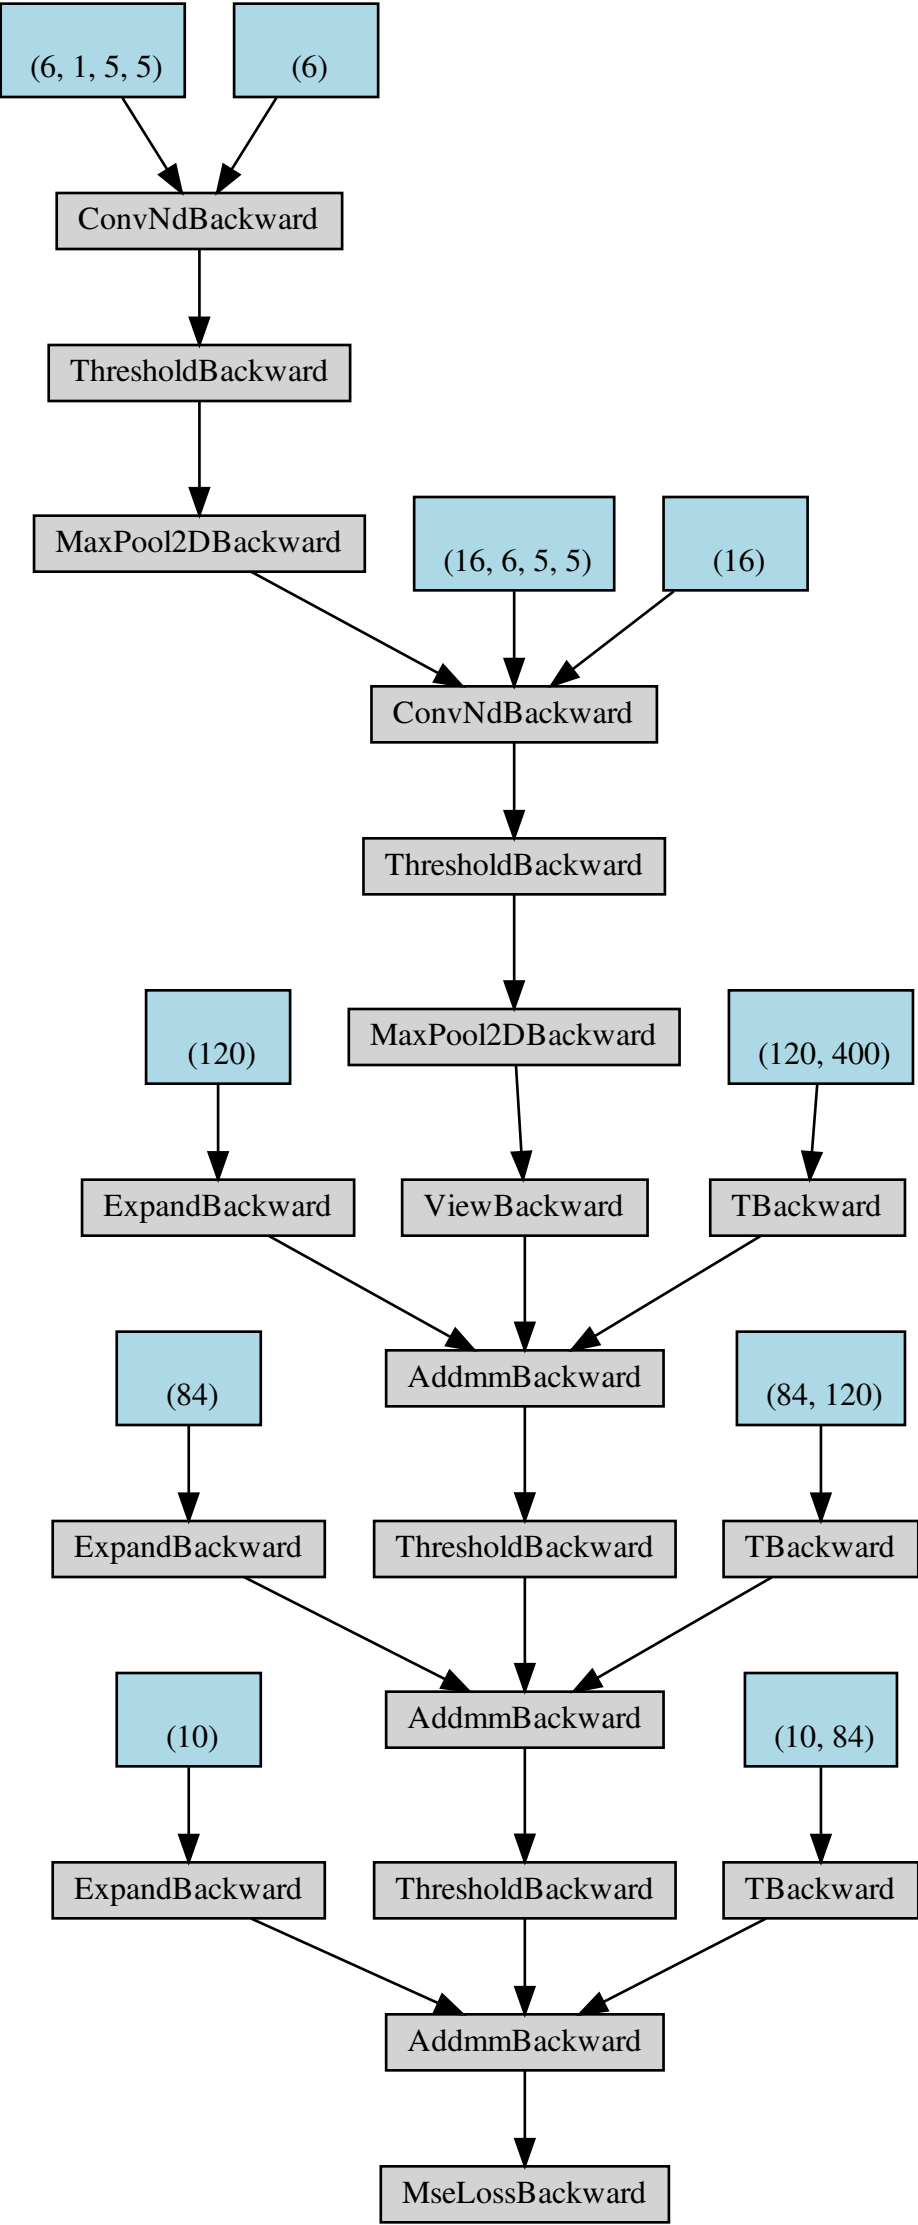 (6, 1, 5, 5)
(6)
ConvNdBackward
ThresholdBackward
MaxPool2DBackward
(16, 6, 5, 5)
(16)
ConvNdBackward
ThresholdBackward
(120)
MaxPool2DBackward
(120, 400)
ExpandBackward
ViewBackward
TBackward
(84)
AddmmBackward
(84, 120)
ExpandBackward
ThresholdBackward
TBackward
(10)
AddmmBackward
(10, 84)
ExpandBackward
ThresholdBackward
TBackward
AddmmBackward
MseLossBackward